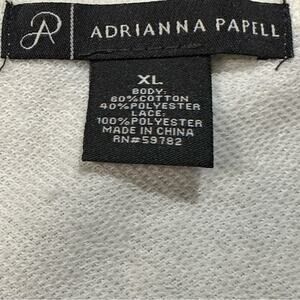 ADRIANNA PAPELL
XL
BODY:
60%COTTON
40%POLYESTER
LACE:
100%POLYESTER
MADE IN CHINA
RN#59782